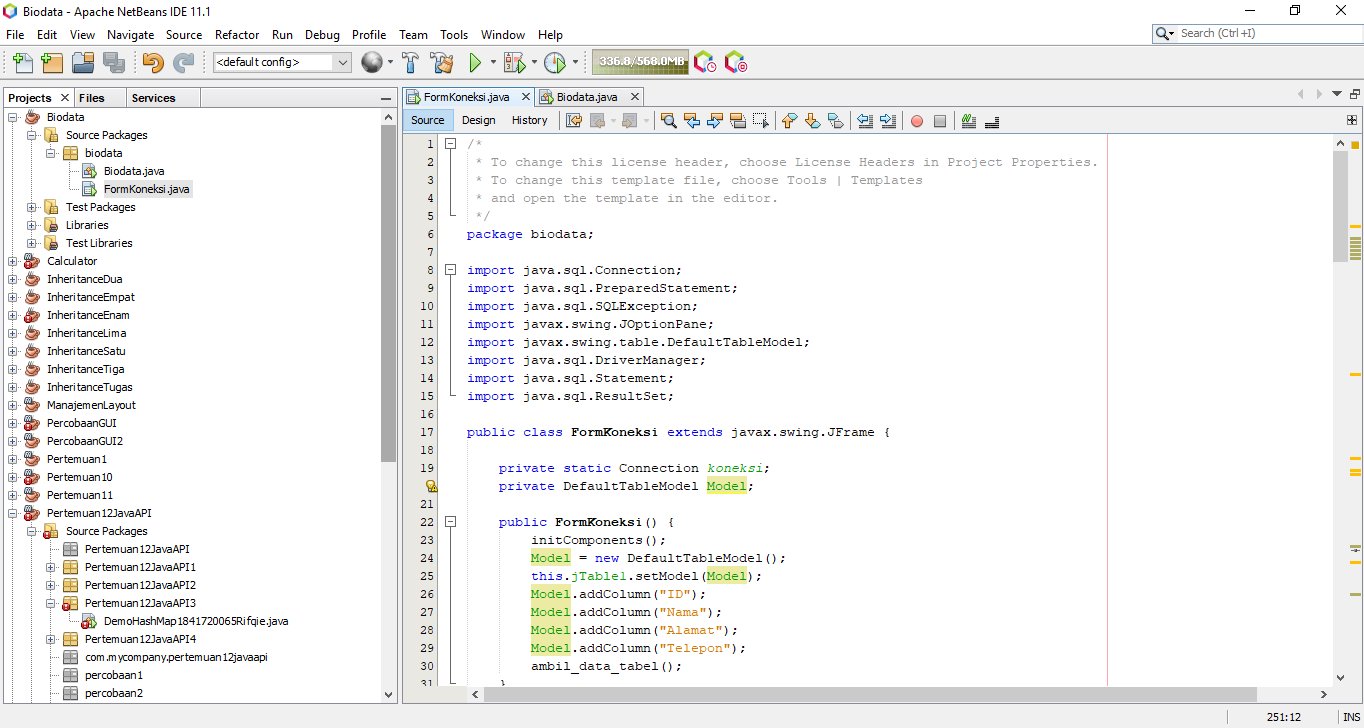 Biodata - Apache NetBeans IDE 11.1
File Edit View Navigate Source Refactor Run Debug Profile Team Tools Window Help
Search (Ctrl+I)
<default config>
336.8/568.0MB
Projects
Files
Services
Biodata
Source Packages
biodata
Biodata.java
FormKoneksi.java
Test Packages
Libraries
Test Libraries
Calculator
InheritanceDua
InheritanceEmpat
InheritanceEnam
InheritanceLima
InheritanceSatu
InheritanceTiga
InheritanceTugas
ManajemenLayout
PercobaanGUI
PercobaanGUI2
Pertemuan1
Pertemuan10
Pertemuan11
Pertemuan12JavaAPI
Source Packages
Pertemuan12JavaAPI
Pertemuan12JavaAPI1
Pertemuan12JavaAPI2
Pertemuan12JavaAPI3
DemoHashMap1841720065Rifqie.java
Pertemuan12JavaAPI4
com.mycompany.pertemuan12javaapi
percobaan1
percobaan2
FormKoneksi.java
Biodata.java
Source Design History
1 /*
2 * To change this license header, choose License Headers in Project Properties.
3 * To change this template file, choose Tools | Templates
4 * and open the template in the editor.
5 */
6 package biodata;
7
8 import java.sql.Connection;
9 import java.sql.PreparedStatement;
10 import java.sql.SQLException;
11 import javax.swing.JOptionPane;
12 import javax.swing.table.DefaultTableModel;
13 import java.sql.DriverManager;
14 import java.sql.Statement;
15 import java.sql.ResultSet;
16
17 public class FormKoneksi extends javax.swing.JFrame {
18
19 private static Connection koneksi;
private DefaultTableModel Model;
21
22 public FormKoneksi() {
23 initComponents();
24 Model = new DefaultTableModel();
25 this.jTable1.setModel(Model);
26 Model.addColumn("ID");
27 Model.addColumn("Nama");
28 Model.addColumn("Alamat");
29 Model.addColumn("Telepon");
30 ambil_data_tabel();
31 }
251:12 INS